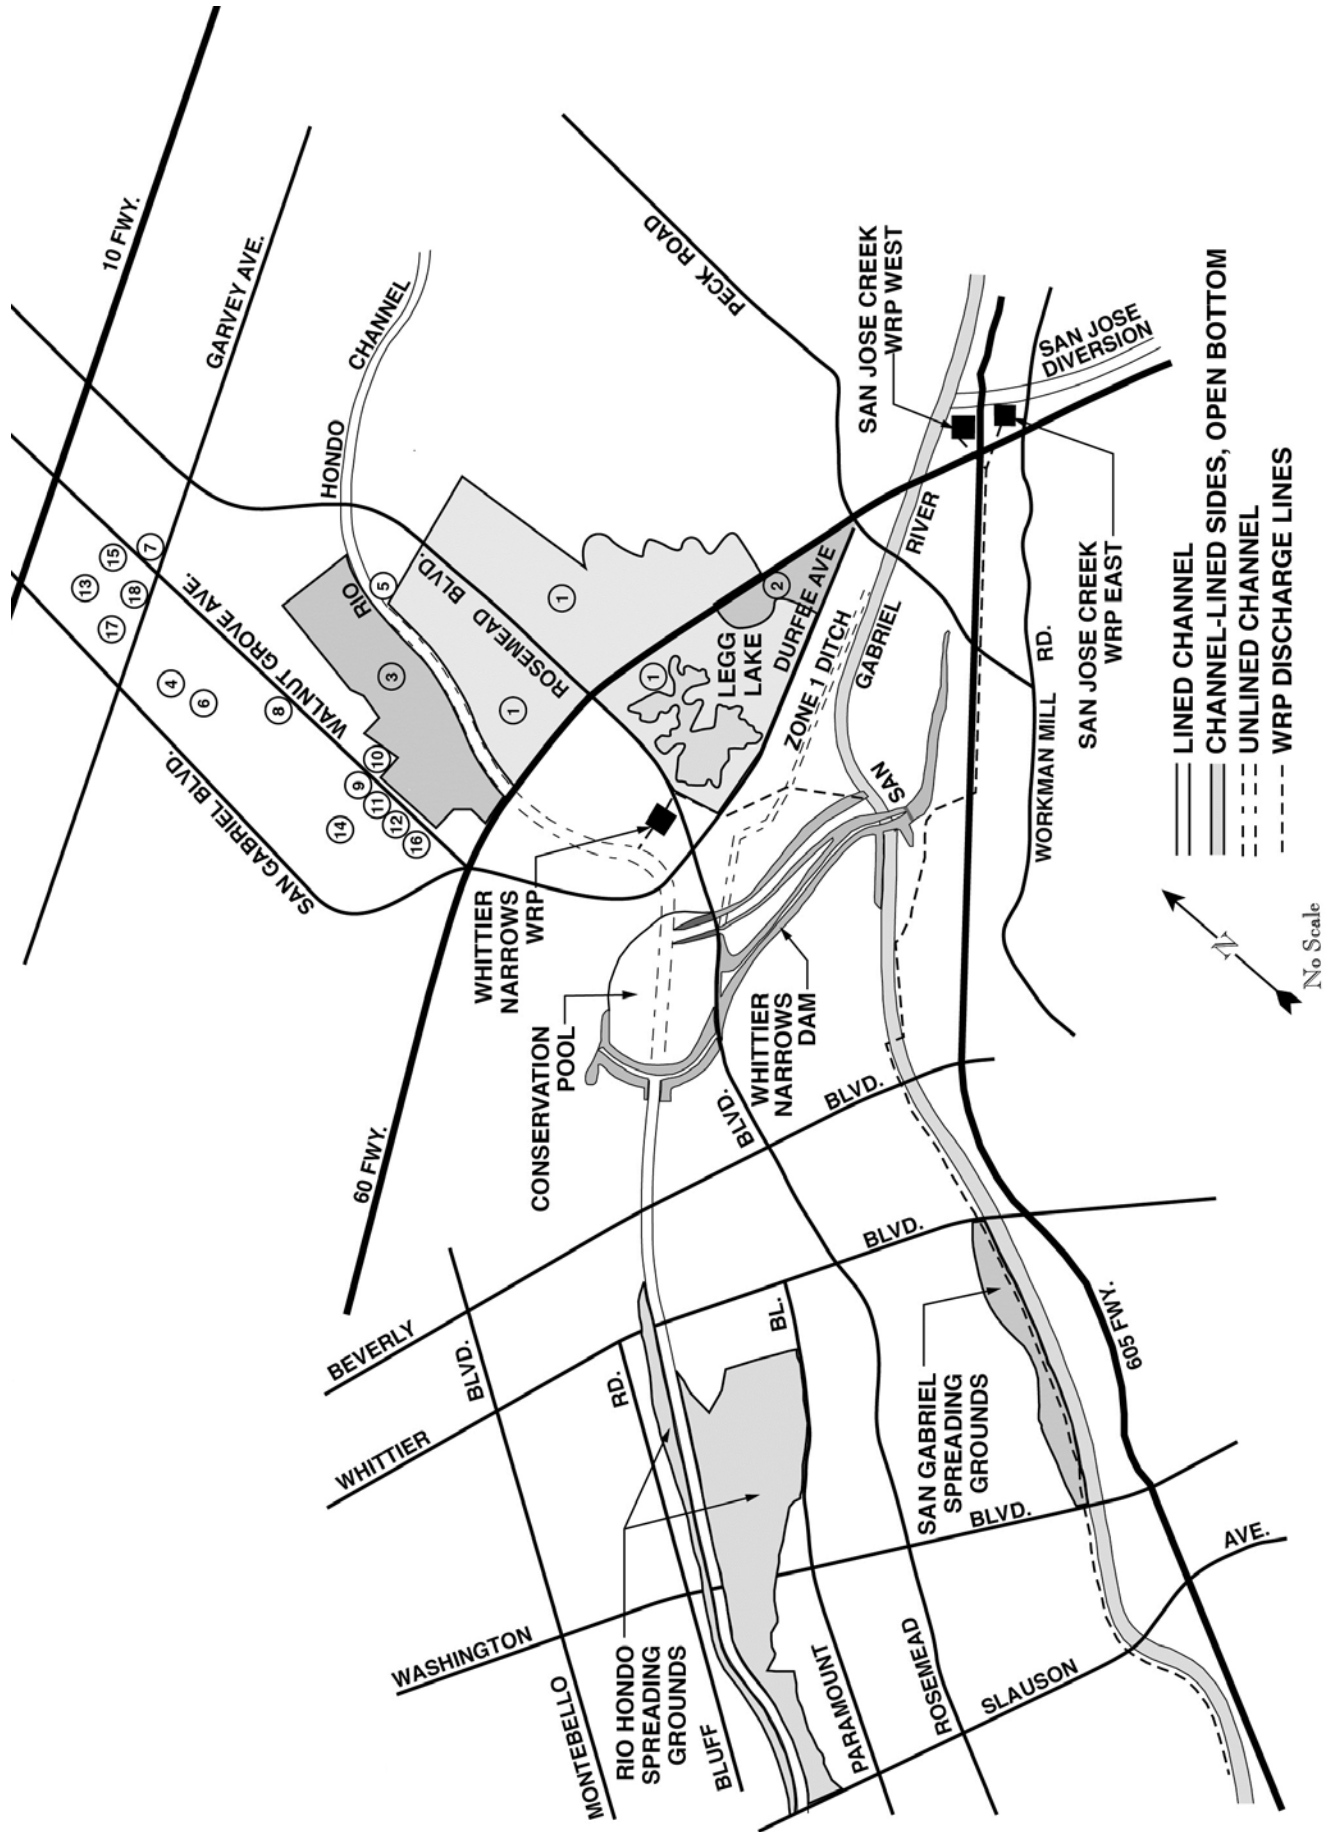 10 FWY.
GARVEY AVE.
CHANNEL
HONDO
RIO
PECK ROAD
SAN JOSE CREEK
WRP WEST
SAN JOSE
DIVERSION
15
7
13
18
17
4
6
8
WALNUT GROVE AVE.
SAN GABRIEL BLVD.
10
9
11
12
14
16
5
3
1
1
1
2
ROSEMEAD BLVD.
LEGG
LAKE
DURFEE AVE
ZONE 1 DITCH
RIVER
GABRIEL
SAN
WORKMAN MILL RD.
SAN JOSE CREEK
WRP EAST
WHITTIER
NARROWS
WRP
CONSERVATION
POOL
WHITTIER
NARROWS
DAM
60 FWY.
BLVD.
BLVD.
BEVERLY
BLVD.
BLVD.
WHITTIER
RD.
BL.
605 FWY.
SAN GABRIEL
SPREADING
GROUNDS
BLVD.
AVE.
WASHINGTON
RIO HONDO
SPREADING
GROUNDS
MONTEBELLO
BLUFF
PARAMOUNT
ROSEMEAD
SLAUSON
LINED CHANNEL
CHANNEL-LINED SIDES, OPEN BOTTOM
UNLINED CHANNEL
WRP DISCHARGE LINES
N
No Scale